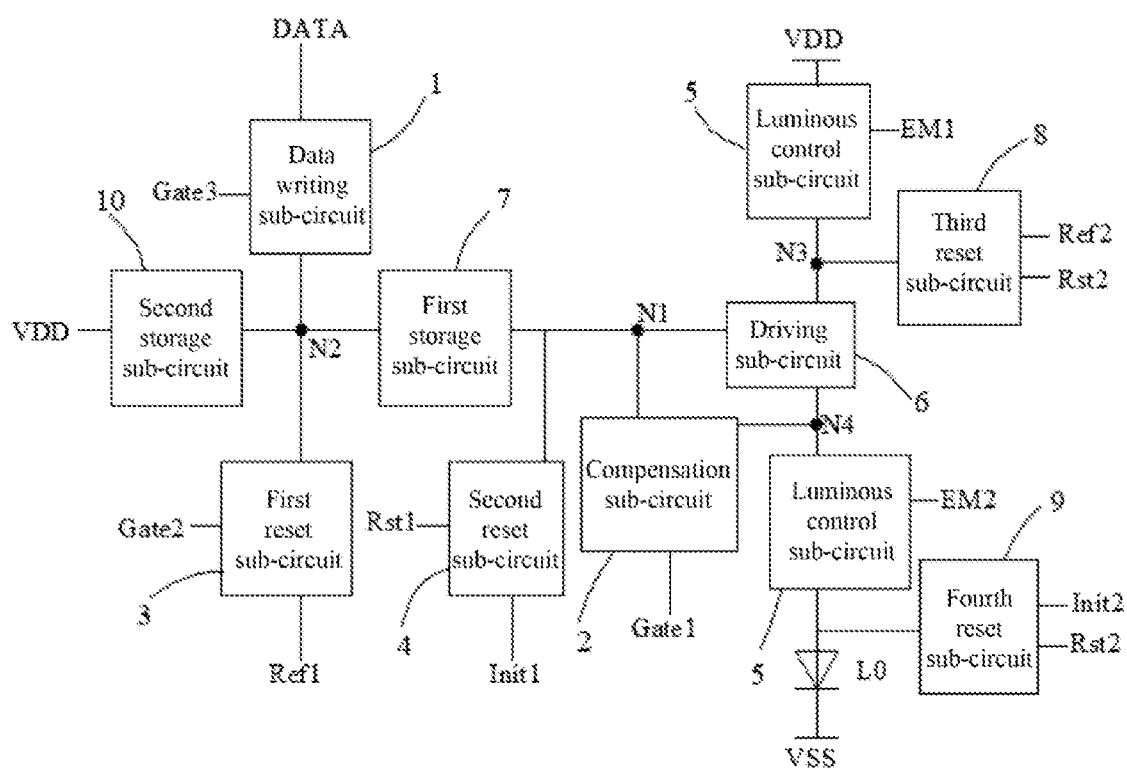 DATA
1
Data
writing
sub-circuit
Gate3
10
VDD
Second
storage
sub-circuit
N2
7
First
storage
sub-circuit
N1
VDD
5
Luminous
control
sub-circuit
EM1
8
Third
reset
sub-circuit
Ref2
Rst2
N3
Driving
sub-circuit
6
N4
Gate2
First
reset
sub-circuit
3
Ref1
Rst1
Second
reset
sub-circuit
4
Init1
Compensation
sub-circuit
2
Gate1
Luminous
control
sub-circuit
EM2
5
9
Fourth
reset
sub-circuit
Init2
Rst2
L0
VSS